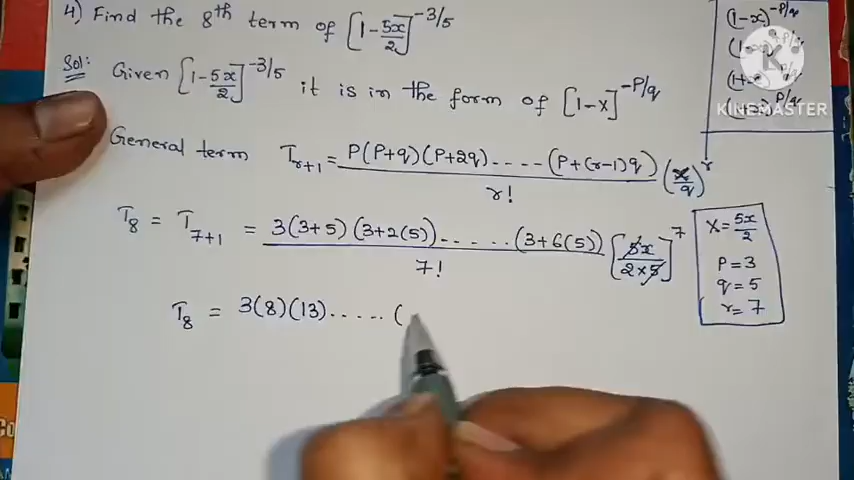 4) Find the 8th term of [1-5x/2]^-3/5
Sol: Given [1-5x/2]^-3/5 it is in the form of [1-x]^-P/q
General term T_r+1 = P(P+q)(P+2q).....(P+(r-1)q) / r! (x/q)^r
T_8 = T_7+1 = 3(3+5)(3+2(5))......(3+6(5)) / 7! [5x/2×5]^7
T_8 = 3(8)(13).....(
X=5x/2
P=3
q=5
r=7
(1-x)^-P/q
KINEMASTER